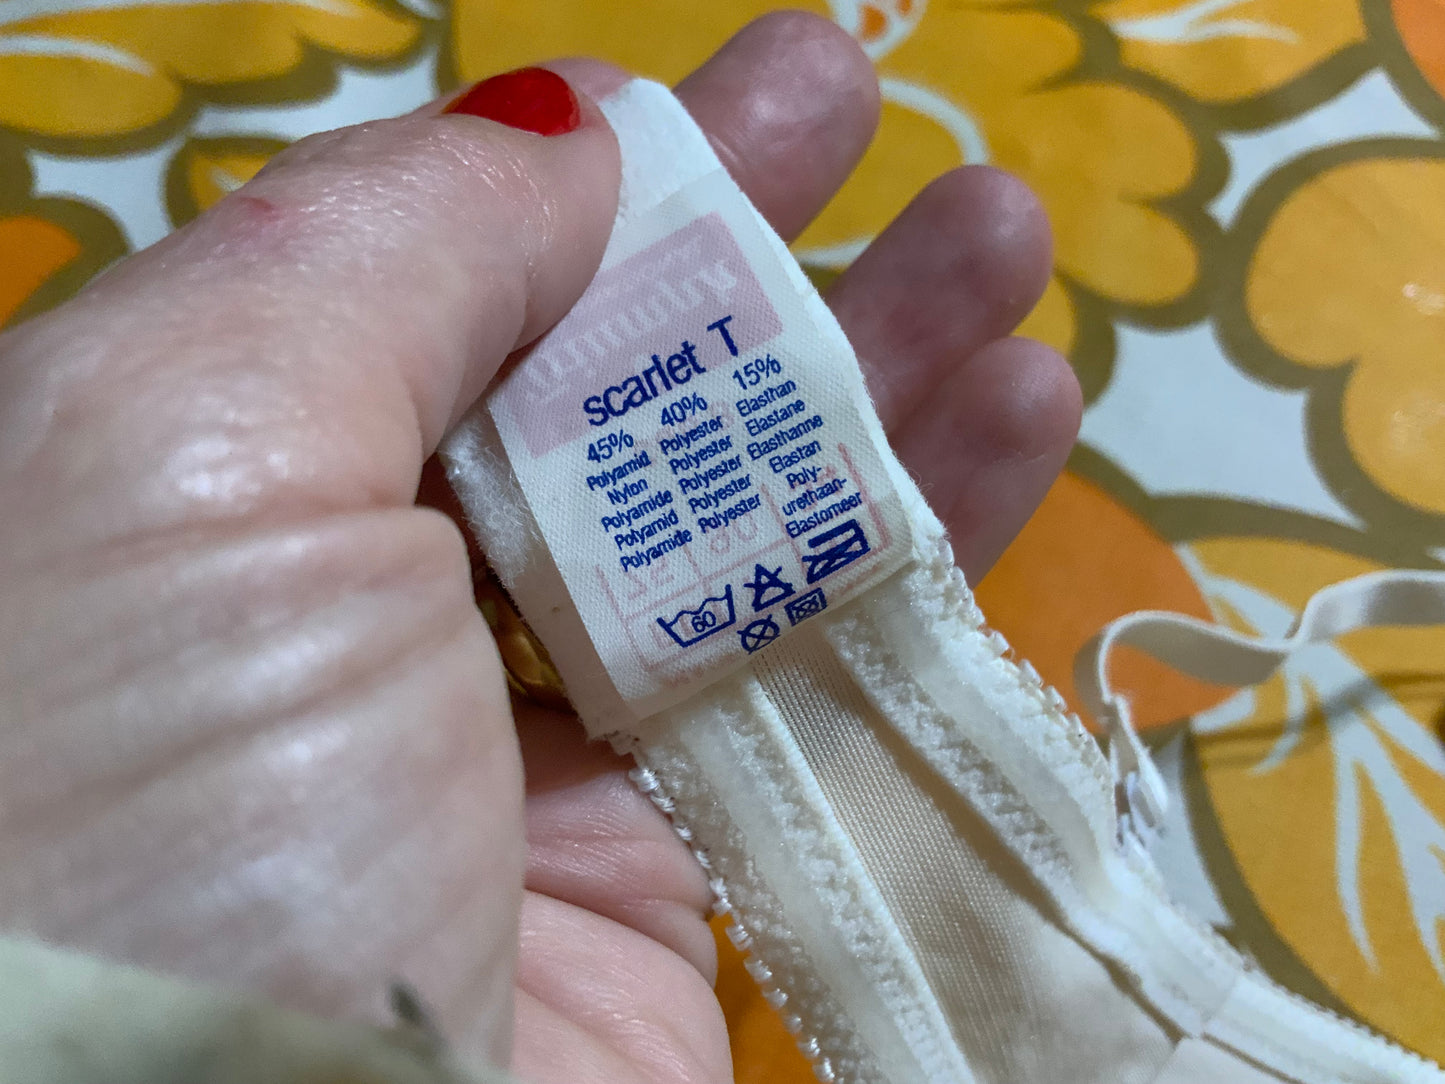 triumph
scarlet T
45% 40% 15%
Polyamid Polyester Elasthan
Nylon Polyester Elastane
Polyamide Polyester Elasthanne
Polyamid Polyester Elastan
Polyamide Polyester Poly-
urethaan-
Elastomeer
60